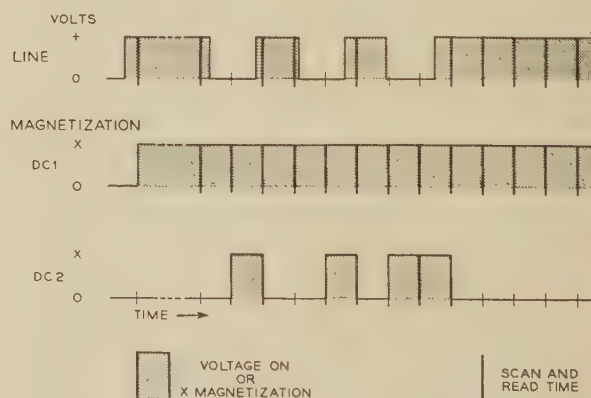 VOLTS
+
LINE
0
MAGNETIZATION
X
DC1
0
X
DC2
0
TIME →
VOLTAGE ON
OR
X MAGNETIZATION
SCAN AND
READ TIME